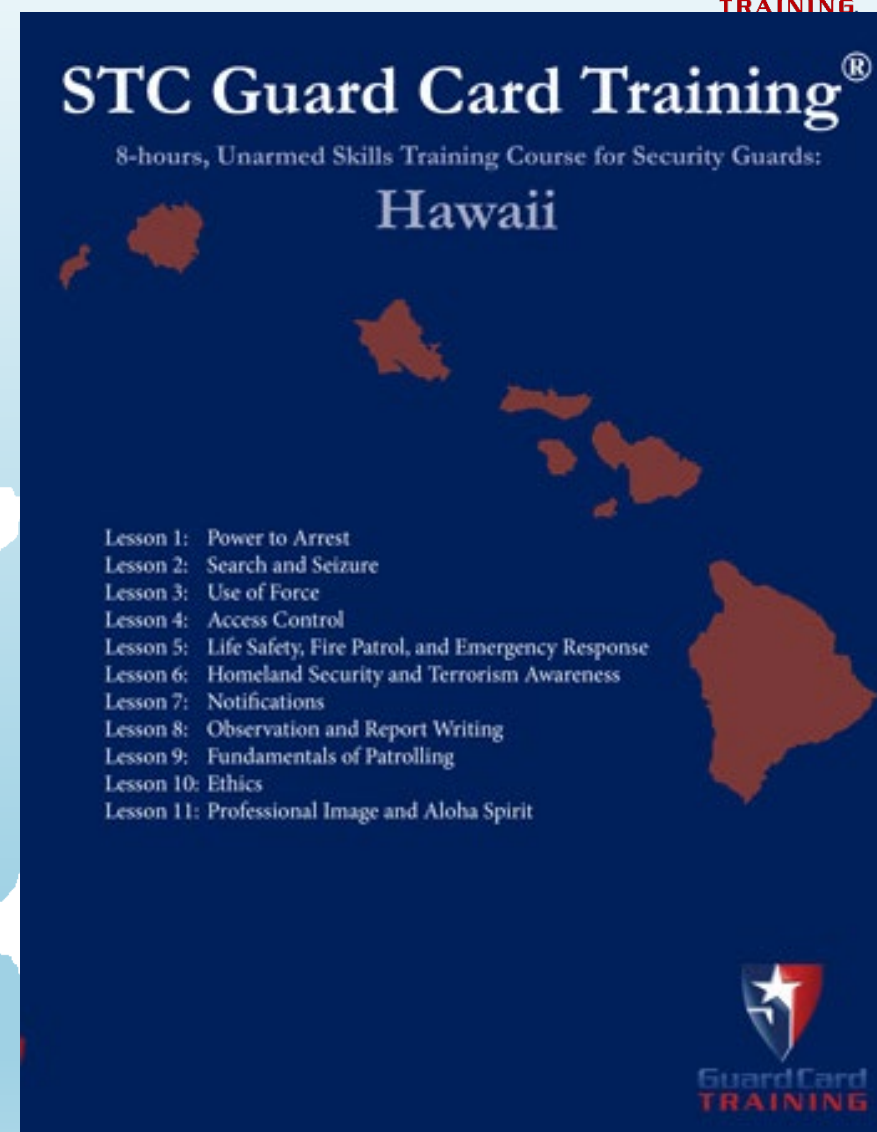 TRAINING
STC Guard Card Training®
8-hours, Unarmed Skills Training Course for Security Guards:
Hawaii
Lesson 1: Power to Arrest
Lesson 2: Search and Seizure
Lesson 3: Use of Force
Lesson 4: Access Control
Lesson 5: Life Safety, Fire Patrol, and Emergency Response
Lesson 6: Homeland Security and Terrorism Awareness
Lesson 7: Notifications
Lesson 8: Observation and Report Writing
Lesson 9: Fundamentals of Patrolling
Lesson 10: Ethics
Lesson 11: Professional Image and Aloha Spirit
GuardCard
TRAINING